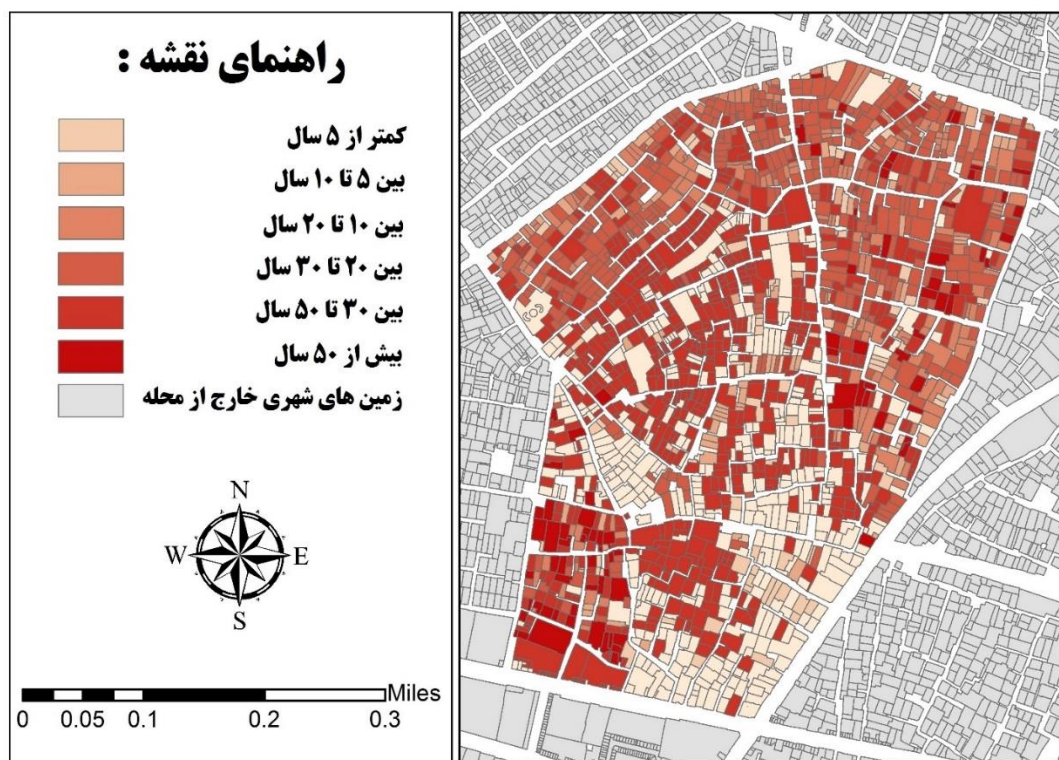 راهنمای نقشه :
کمتر از ۵ سال
بین ۵ تا ۱۰ سال
بین ۱۰ تا ۲۰ سال
بین ۲۰ تا ۳۰ سال
بین ۳۰ تا ۵۰ سال
بیش از ۵۰ سال
زمین های شهری خارج از محله
N
W E
S
Miles
0 0.05 0.1 0.2 0.3